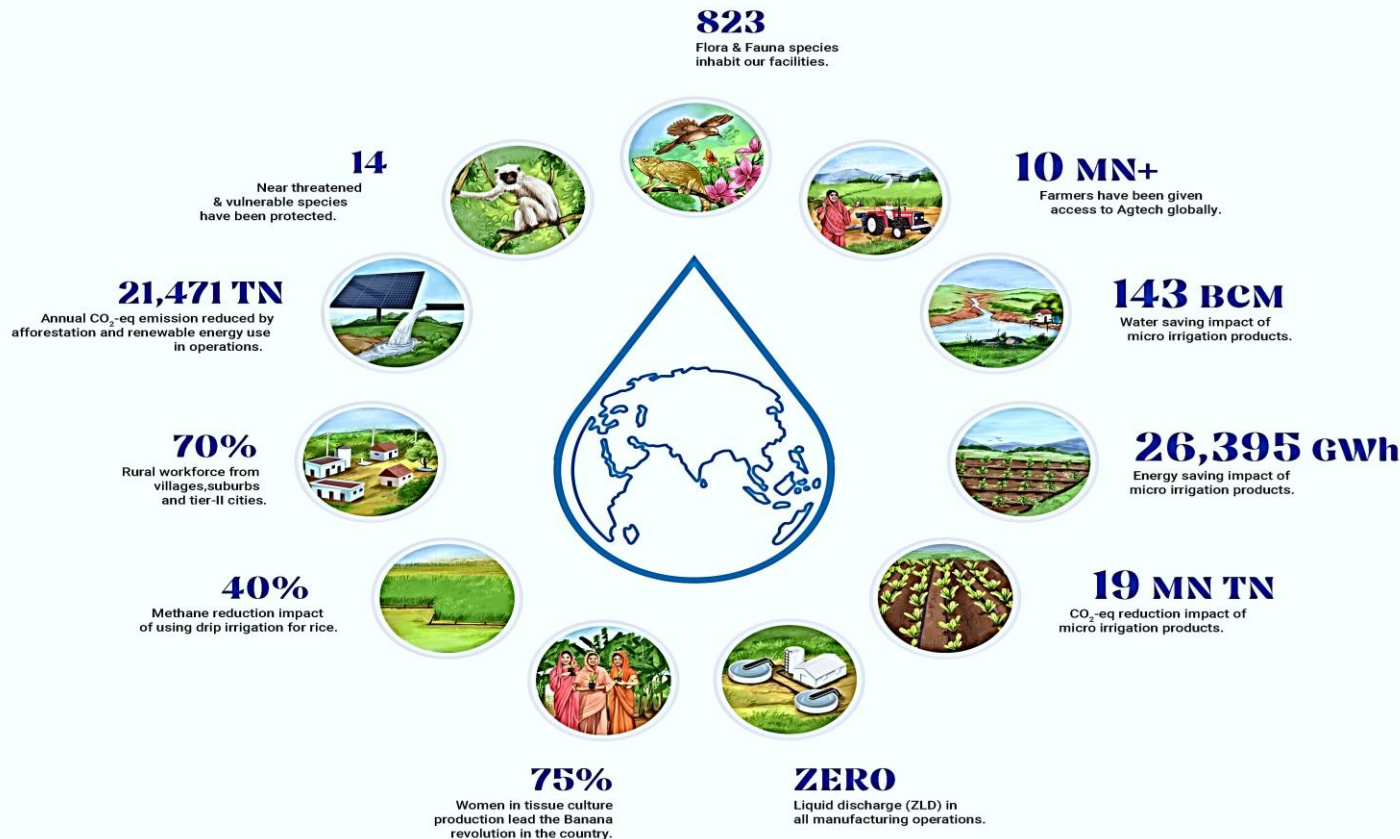 823
Flora & Fauna species
inhabit our facilities.
10 MN+
Farmers have been given
access to Agtech globally.
143 BCM
Water saving impact of
micro irrigation products.
26,395 GWh
Energy saving impact of
micro irrigation products.
19 MN TN
CO₂-eq reduction impact of
micro irrigation products.
ZERO
Liquid discharge (ZLD) in
all manufacturing operations.
75%
Women in tissue culture
production lead the Banana
revolution in the country.
40%
Methane reduction impact
of using drip irrigation for rice.
70%
Rural workforce from
villages,suburbs
and tier-II cities.
21,471 TN
Annual CO₂-eq emission reduced by
afforestation and renewable energy use
in operations.
14
Near threatened
& vulnerable species
have been protected.